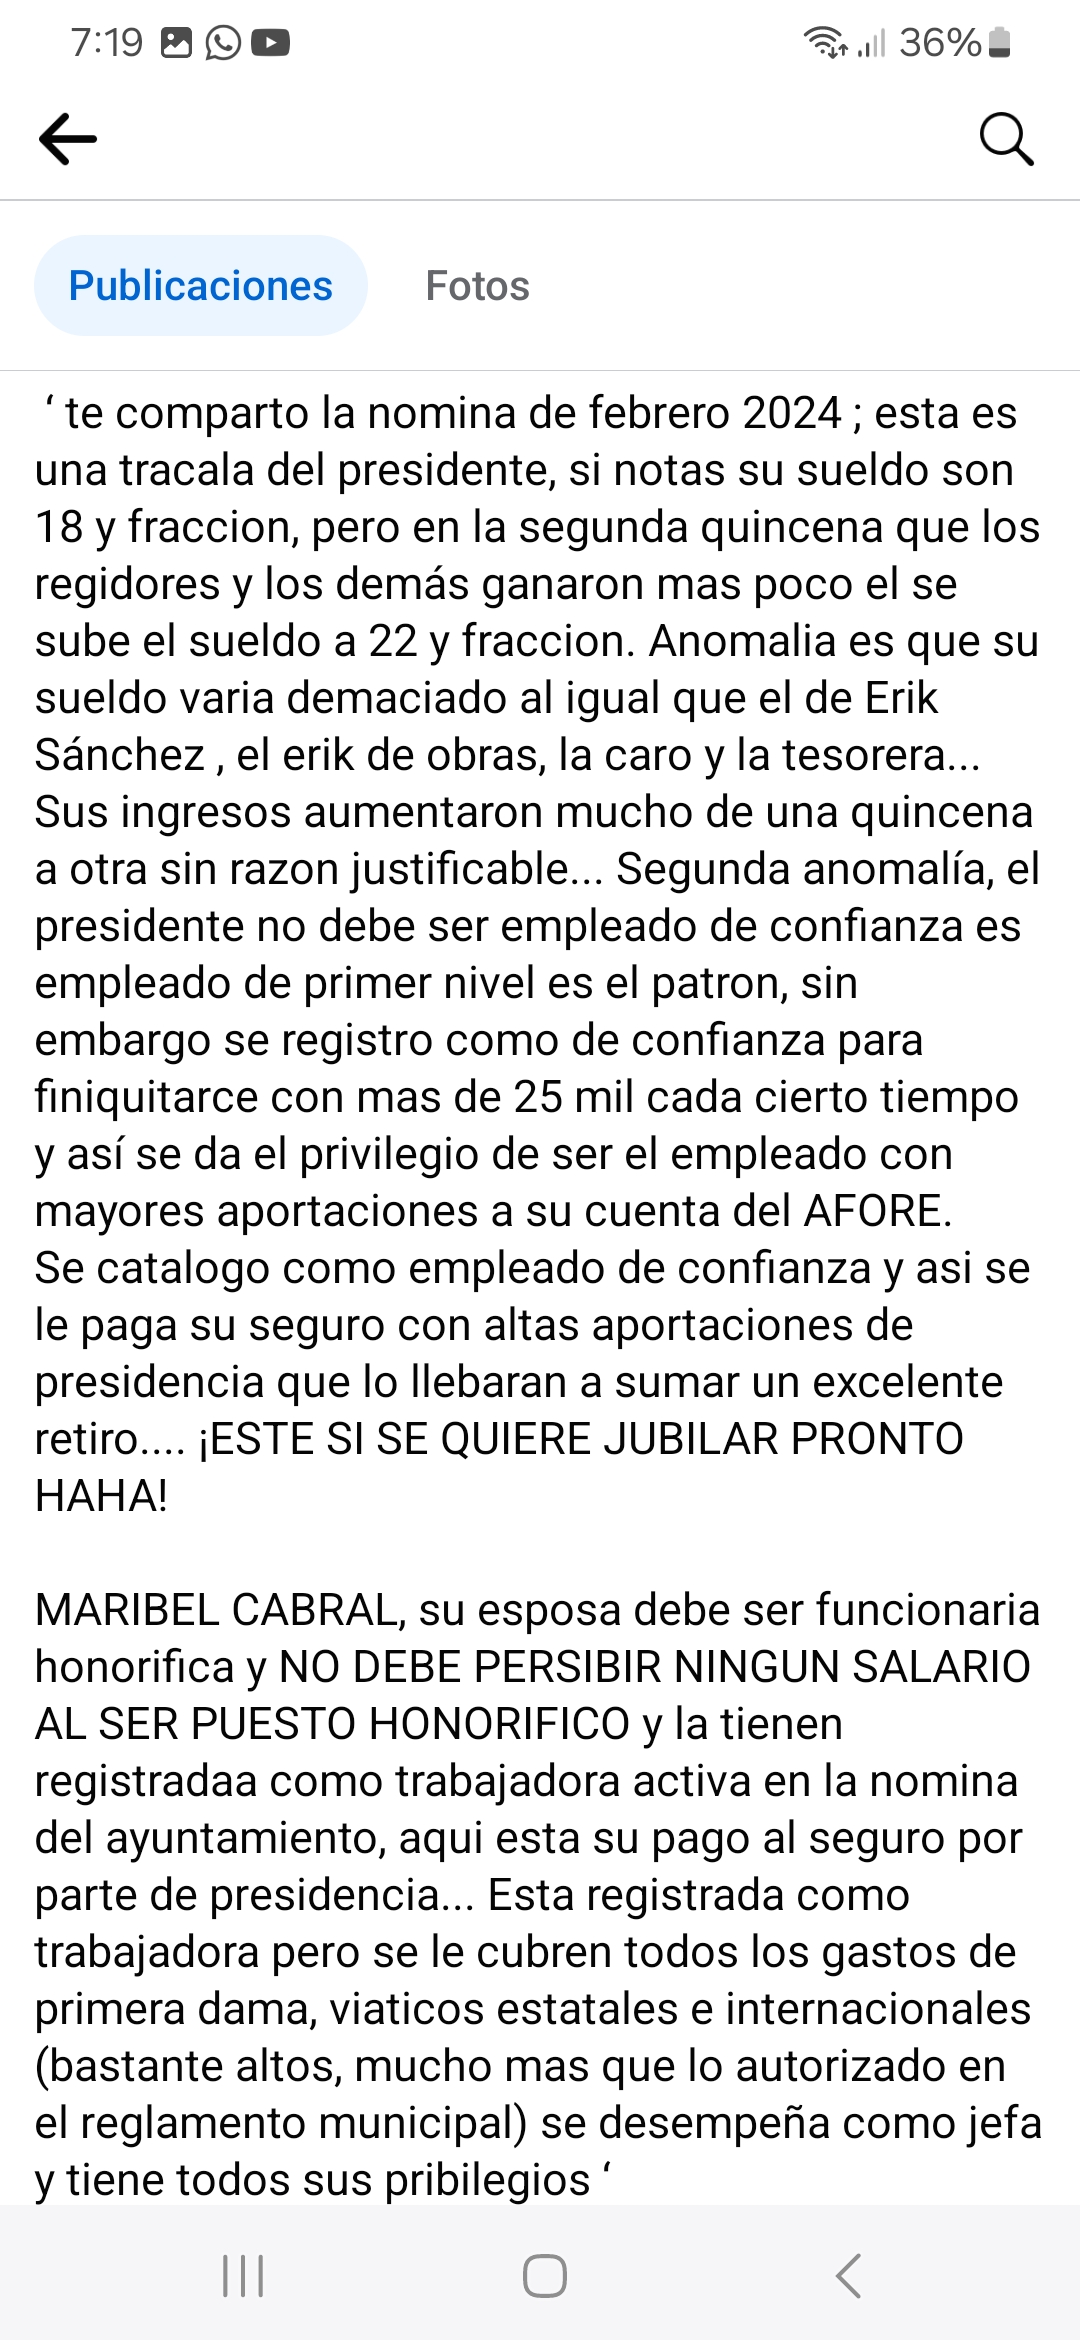 7:19
36%
Publicaciones
Fotos
‘ te comparto la nomina de febrero 2024 ; esta es
una tracala del presidente, si notas su sueldo son
18 y fraccion, pero en la segunda quincena que los
regidores y los demás ganaron mas poco el se
sube el sueldo a 22 y fraccion. Anomalia es que su
sueldo varia demaciado al igual que el de Erik
Sánchez , el erik de obras, la caro y la tesorera...
Sus ingresos aumentaron mucho de una quincena
a otra sin razon justificable... Segunda anomalía, el
presidente no debe ser empleado de confianza es
empleado de primer nivel es el patron, sin
embargo se registro como de confianza para
finiquitarce con mas de 25 mil cada cierto tiempo
y así se da el privilegio de ser el empleado con
mayores aportaciones a su cuenta del AFORE.
Se catalogo como empleado de confianza y asi se
le paga su seguro con altas aportaciones de
presidencia que lo llebaran a sumar un excelente
retiro.... ¡ESTE SI SE QUIERE JUBILAR PRONTO
HAHA!
MARIBEL CABRAL, su esposa debe ser funcionaria
honorifica y NO DEBE PERSIBIR NINGUN SALARIO
AL SER PUESTO HONORIFICO y la tienen
registradaa como trabajadora activa en la nomina
del ayuntamiento, aqui esta su pago al seguro por
parte de presidencia... Esta registrada como
trabajadora pero se le cubren todos los gastos de
primera dama, viaticos estatales e internacionales
(bastante altos, mucho mas que lo autorizado en
el reglamento municipal) se desempeña como jefa
y tiene todos sus pribilegios ‘